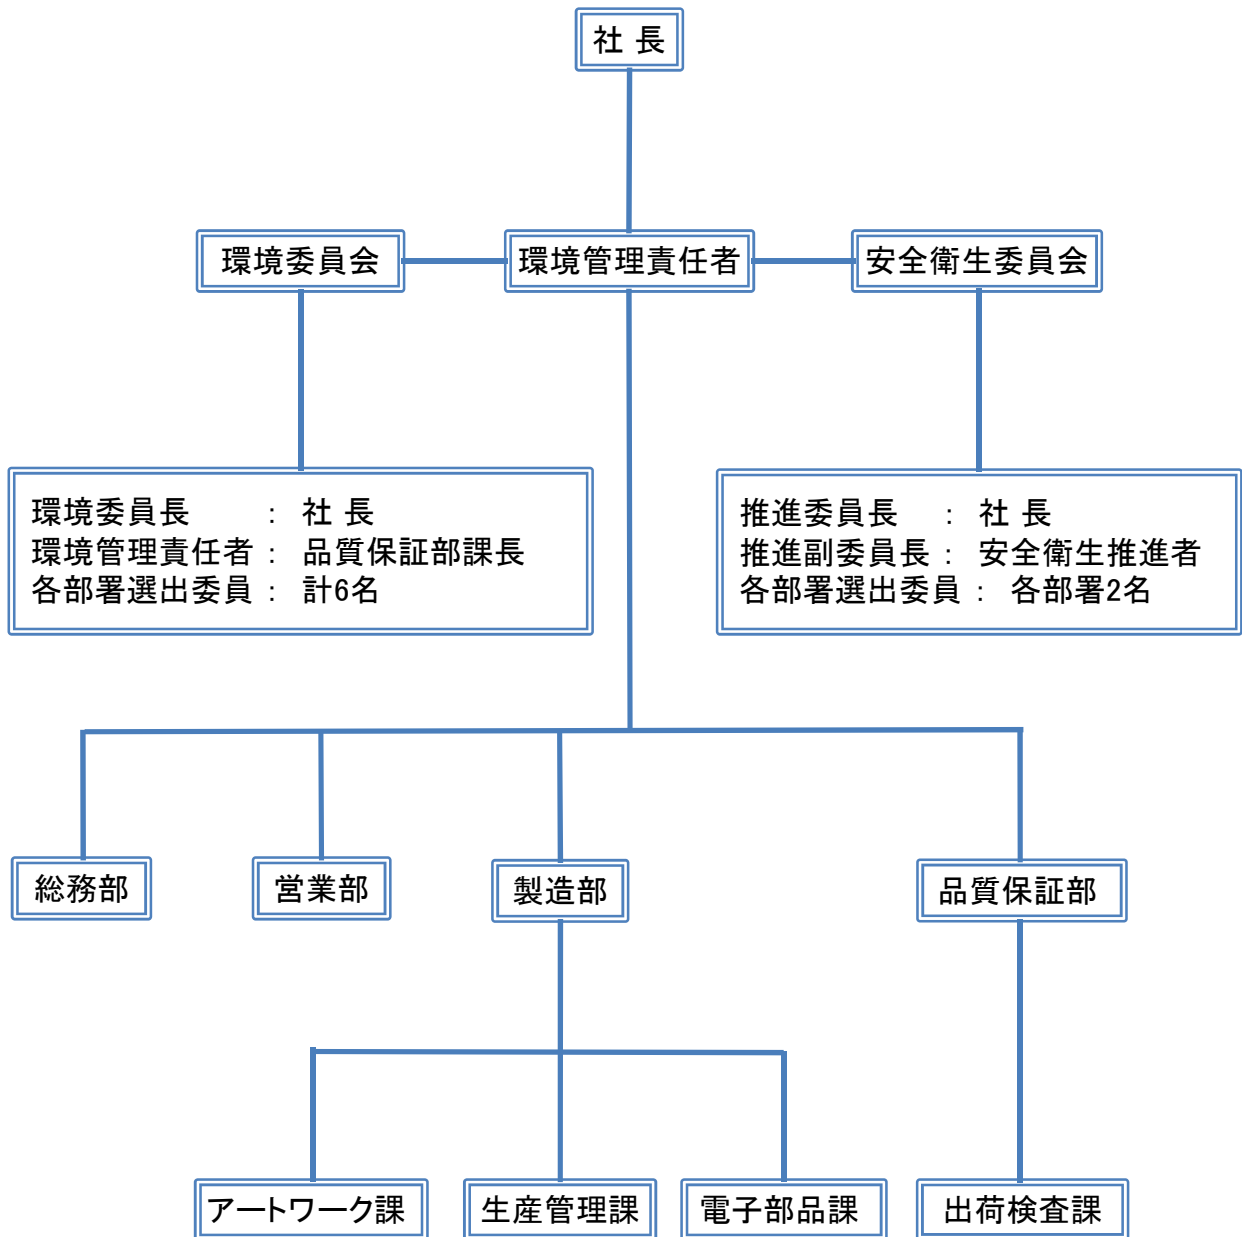 社 長
環境委員会
環境管理責任者
安全衛生委員会
環境委員長 : 社 長
環境管理責任者 : 品質保証部課長
各部署選出委員 : 計6名
推進委員長 : 社 長
推進副委員長 : 安全衛生推進者
各部署選出委員 : 各部署2名
総務部
営業部
製造部
品質保証部
アートワーク課
生産管理課
電子部品課
出荷検査課